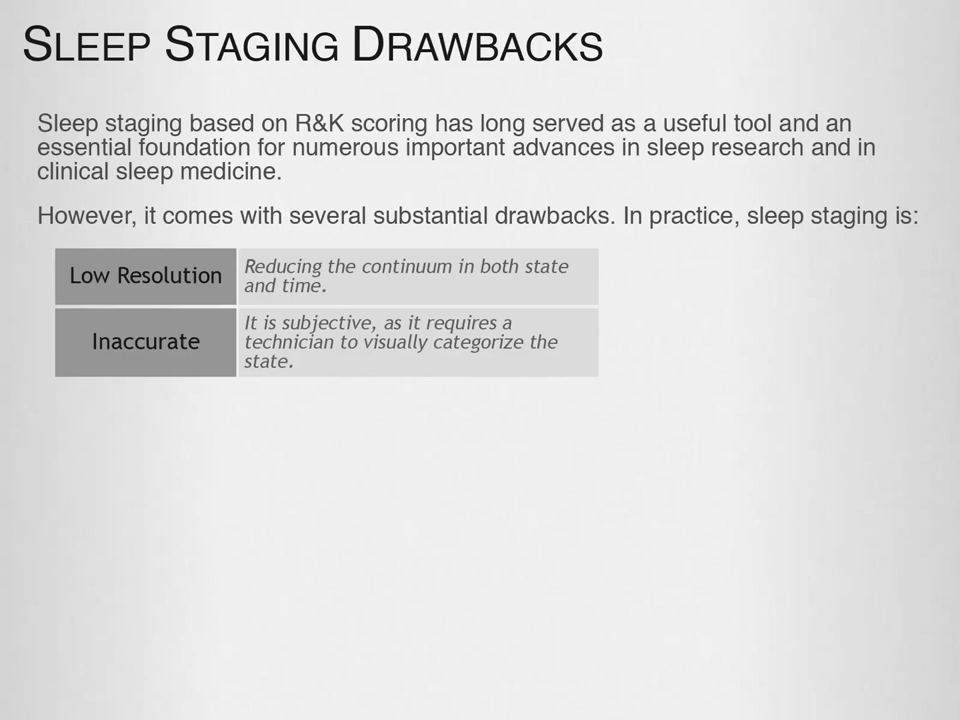 SLEEP STAGING DRAWBACKS
Sleep staging based on R&K scoring has long served as a useful tool and an
essential foundation for numerous important advances in sleep research and in
clinical sleep medicine.
However, it comes with several substantial drawbacks. In practice, sleep staging is:
Low Resolution
Reducing the continuum in both state
and time.
Inaccurate
It is subjective, as it requires a
technician to visually categorize the
state.